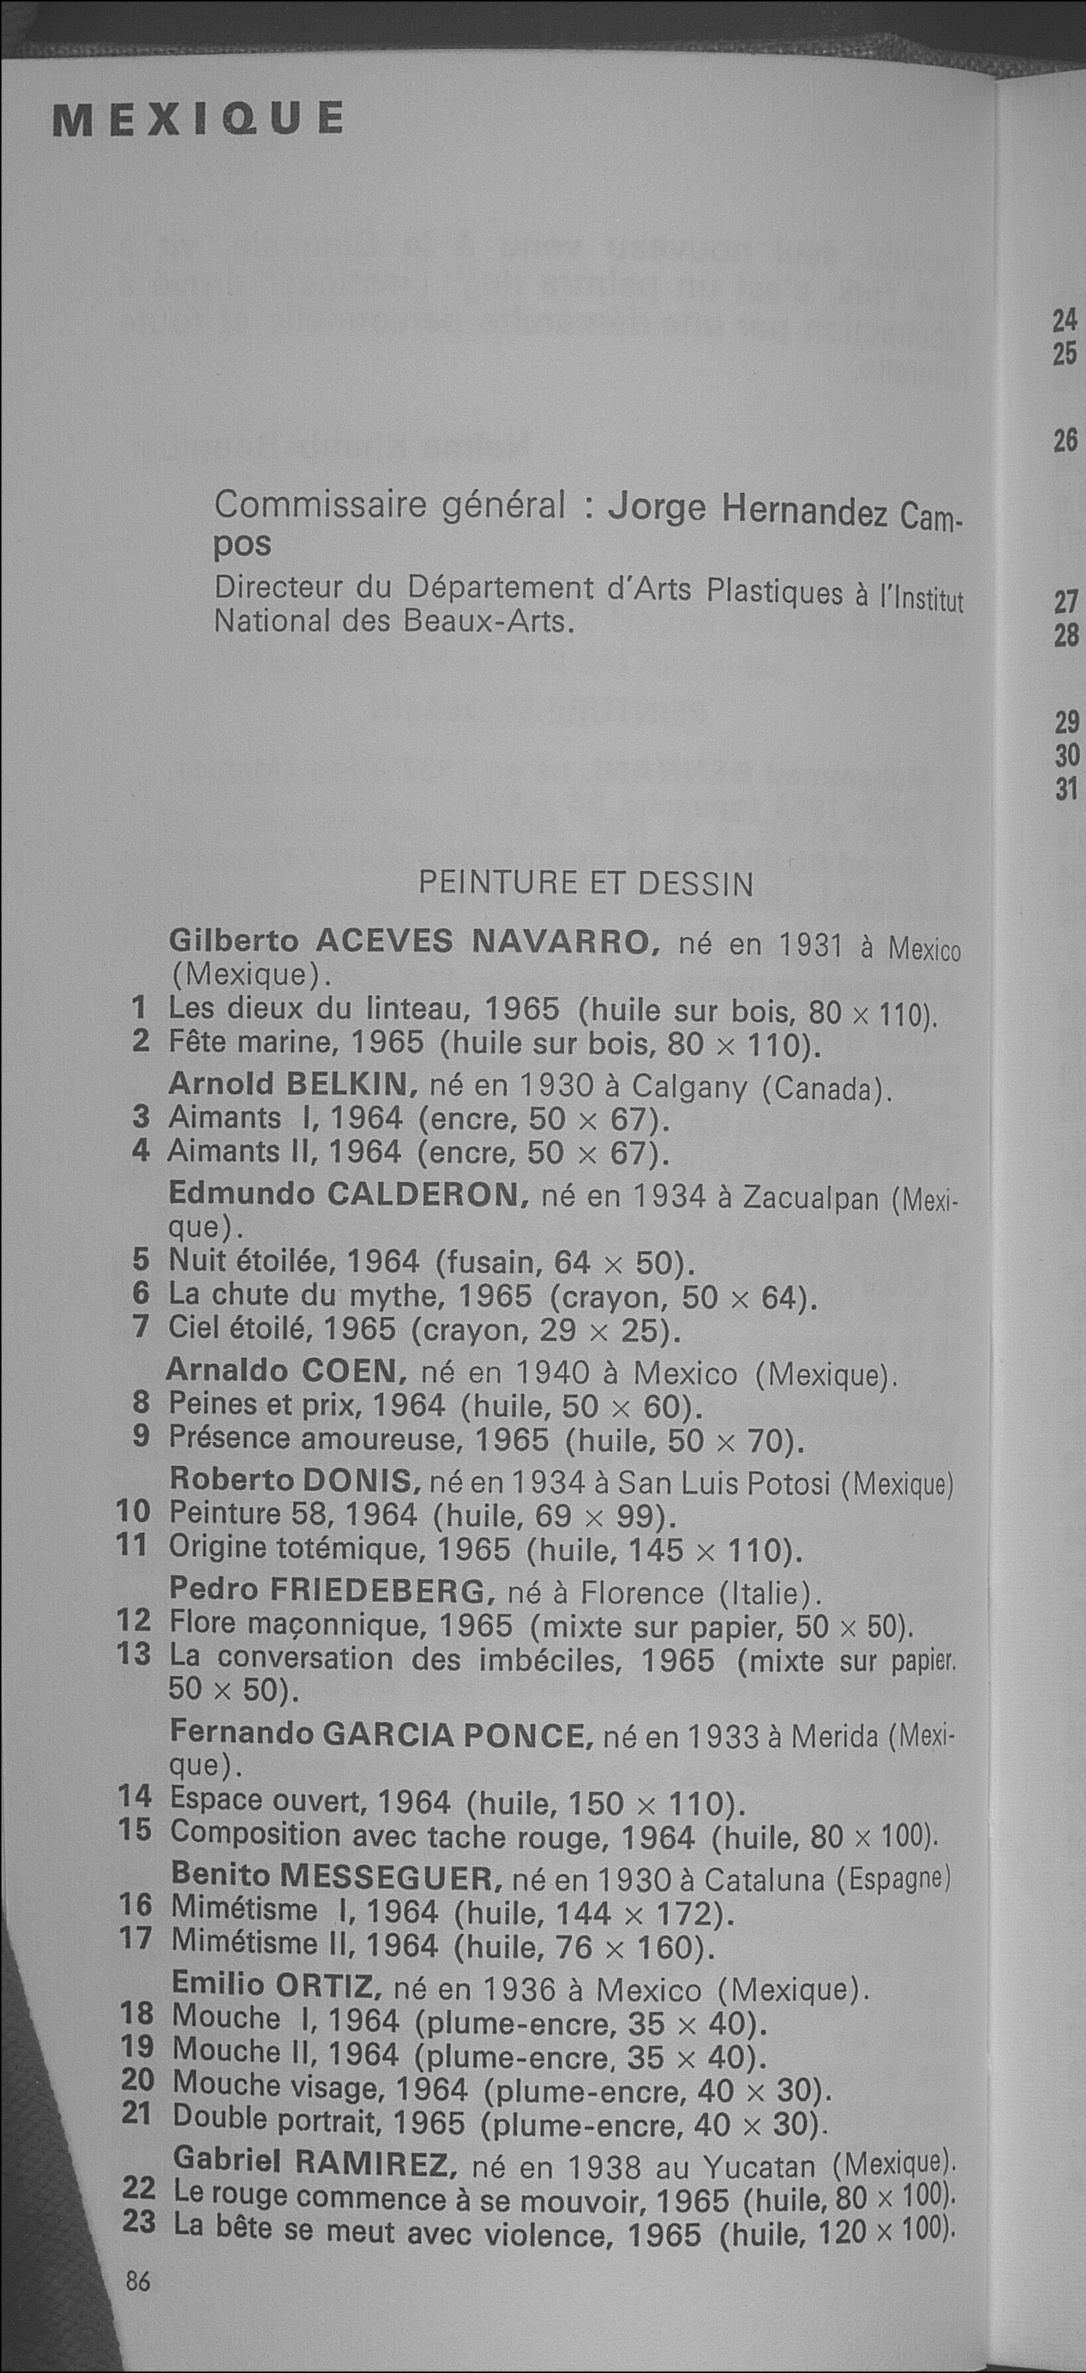 MEXIQUE
Commissaire général : Jorge Hernandez Cam-
pos
Directeur du Département d'Arts Plastiques à l'Institut
National des Beaux-Arts.
PEINTURE ET DESSIN
Gilberto ACEVES NAVARRO, né en 1931 à Mexico
(Mexique).
1 Les dieux du linteau, 1965 (huile sur bois, 80 × 110).
2 Fête marine, 1965 (huile sur bois, 80 × 110).
Arnold BELKIN, né en 1930 à Calgany (Canada).
3 Aimants I, 1964 (encre, 50 × 67).
4 Aimants II, 1964 (encre, 50 × 67).
Edmundo CALDERON, né en 1934 à Zacualpan (Mexi-
que).
5 Nuit étoilée, 1964 (fusain, 64 × 50).
6 La chute du mythe, 1965 (crayon, 50 × 64).
7 Ciel étoilé, 1965 (crayon, 29 × 25).
Arnaldo COEN, né en 1940 à Mexico (Mexique).
8 Peines et prix, 1964 (huile, 50 × 60).
9 Présence amoureuse, 1965 (huile, 50 × 70).
Roberto DONIS, né en 1934 à San Luis Potosi (Mexique)
10 Peinture 58, 1964 (huile, 69 × 99).
11 Origine totémique, 1965 (huile, 145 × 110).
Pedro FRIEDEBERG, né à Florence (Italie).
12 Flore maçonnique, 1965 (mixte sur papier, 50 × 50).
13 La conversation des imbéciles, 1965 (mixte sur papier.
50 × 50).
Fernando GARCIA PONCE, né en 1933 à Merida (Mexi-
que).
14 Espace ouvert, 1964 (huile, 150 × 110).
15 Composition avec tache rouge, 1964 (huile, 80 × 100).
Benito MESSEGUER, né en 1930 à Cataluna (Espagne)
16 Mimétisme I, 1964 (huile, 144 × 172).
17 Mimétisme II, 1964 (huile, 76 × 160).
Emilio ORTIZ, né en 1936 à Mexico (Mexique).
18 Mouche I, 1964 (plume-encre, 35 × 40).
19 Mouche II, 1964 (plume-encre, 35 × 40).
20 Mouche visage, 1964 (plume-encre, 40 × 30).
21 Double portrait, 1965 (plume-encre, 40 × 30).
Gabriel RAMIREZ, né en 1938 au Yucatan (Mexique).
22 Le rouge commence à se mouvoir, 1965 (huile, 80 × 100).
23 La bête se meut avec violence, 1965 (huile, 120 × 100).
86
24
25
26
27
28
29
30
31